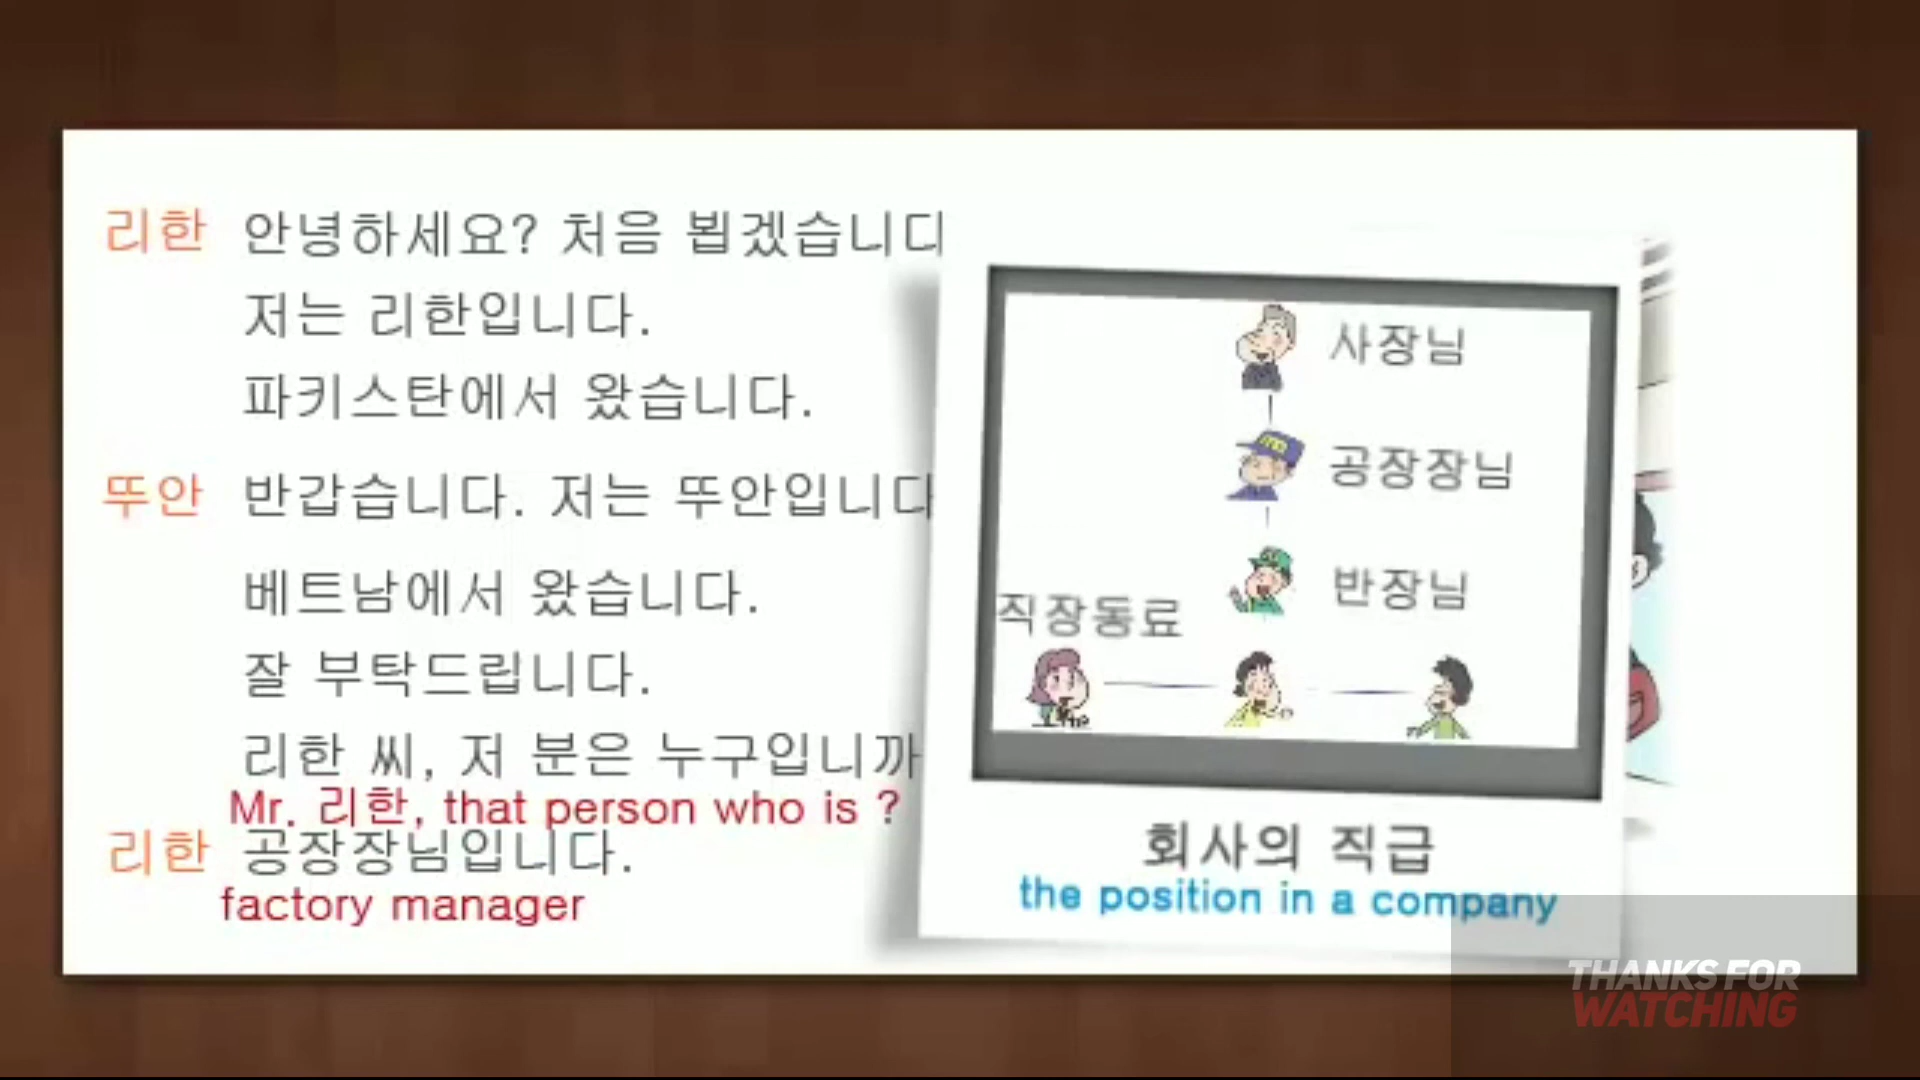 리한 안녕하세요? 처음 뵙겠습니다
저는 리한입니다.
파키스탄에서 왔습니다.
뚜안 반갑습니다. 저는 뚜안입니다
베트남에서 왔습니다.
잘 부탁드립니다.
리한 씨, 저 분은 누구입니까
Mr. 리한, that person who is ?
리한 공장장님입니다.
factory manager
사장님
공장장님
반장님
직장동료
회사의 직급
the position in a company
THANKS FOR
WATCHING